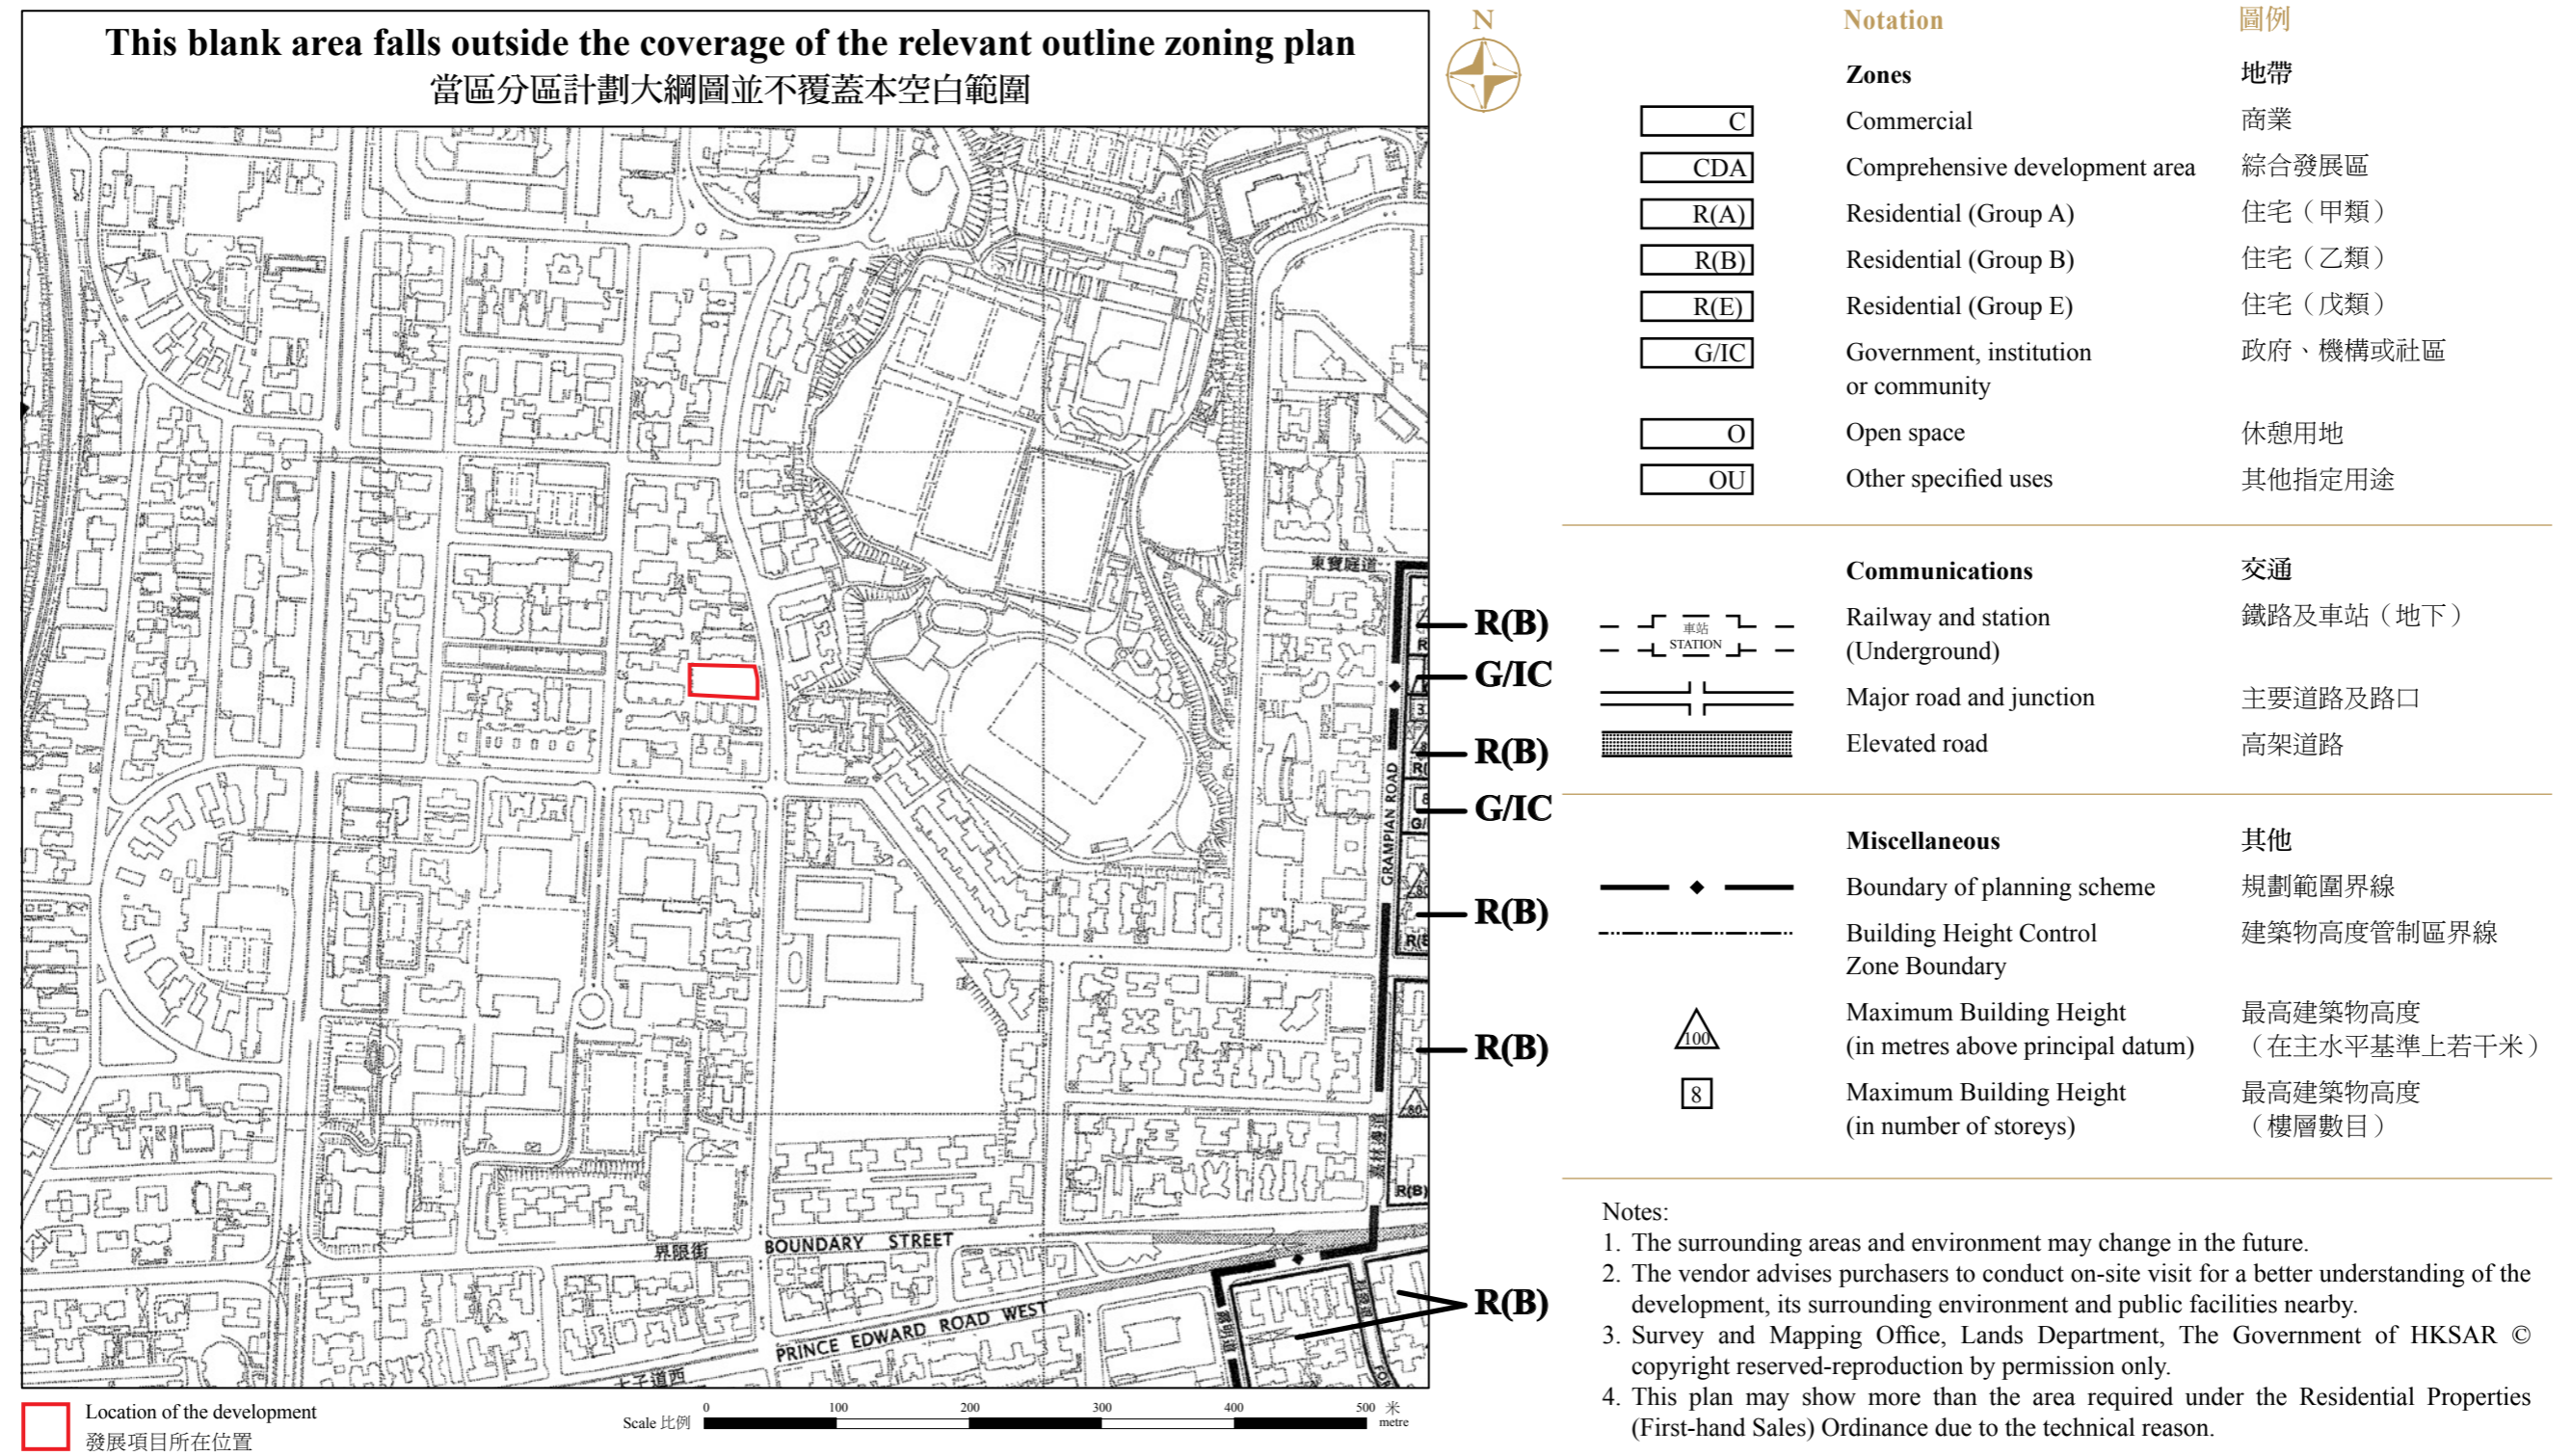 This blank area falls outside the coverage of the relevant outline zoning plan
當區分區計劃大綱圖並不覆蓋本空白範圍
東寶庭道
GRAMPIAN ROAD
嘉林邊道
界限街
BOUNDARY STREET
PRINCE EDWARD ROAD WEST
太子道西
80
80
R(B)
R(B)
G/IC
R(B)
G/IC
R(B)
R(B)
R(B)
Location of the development
發展項目所在位置
Scale 比例
0 100 200 300 400 500 米
metre
N
Notation 圖例
Zones 地帶
C Commercial 商業
CDA Comprehensive development area 綜合發展區
R(A) Residential (Group A) 住宅（甲類）
R(B) Residential (Group B) 住宅（乙類）
R(E) Residential (Group E) 住宅（戊類）
G/IC Government, institution 政府、機構或社區
or community
O Open space 休憩用地
OU Other specified uses 其他指定用途
Communications 交通
車站
STATION
Railway and station 鐵路及車站（地下）
(Underground)
Major road and junction 主要道路及路口
Elevated road 高架道路
Miscellaneous 其他
Boundary of planning scheme 規劃範圍界線
Building Height Control 建築物高度管制區界線
Zone Boundary
100 Maximum Building Height 最高建築物高度
(in metres above principal datum) （在主水平基準上若干米）
8 Maximum Building Height 最高建築物高度
(in number of storeys) （樓層數目）
Notes:
1. The surrounding areas and environment may change in the future.
2. The vendor advises purchasers to conduct on-site visit for a better understanding of the
development, its surrounding environment and public facilities nearby.
3. Survey and Mapping Office, Lands Department, The Government of HKSAR ©
copyright reserved-reproduction by permission only.
4. This plan may show more than the area required under the Residential Properties
(First-hand Sales) Ordinance due to the technical reason.